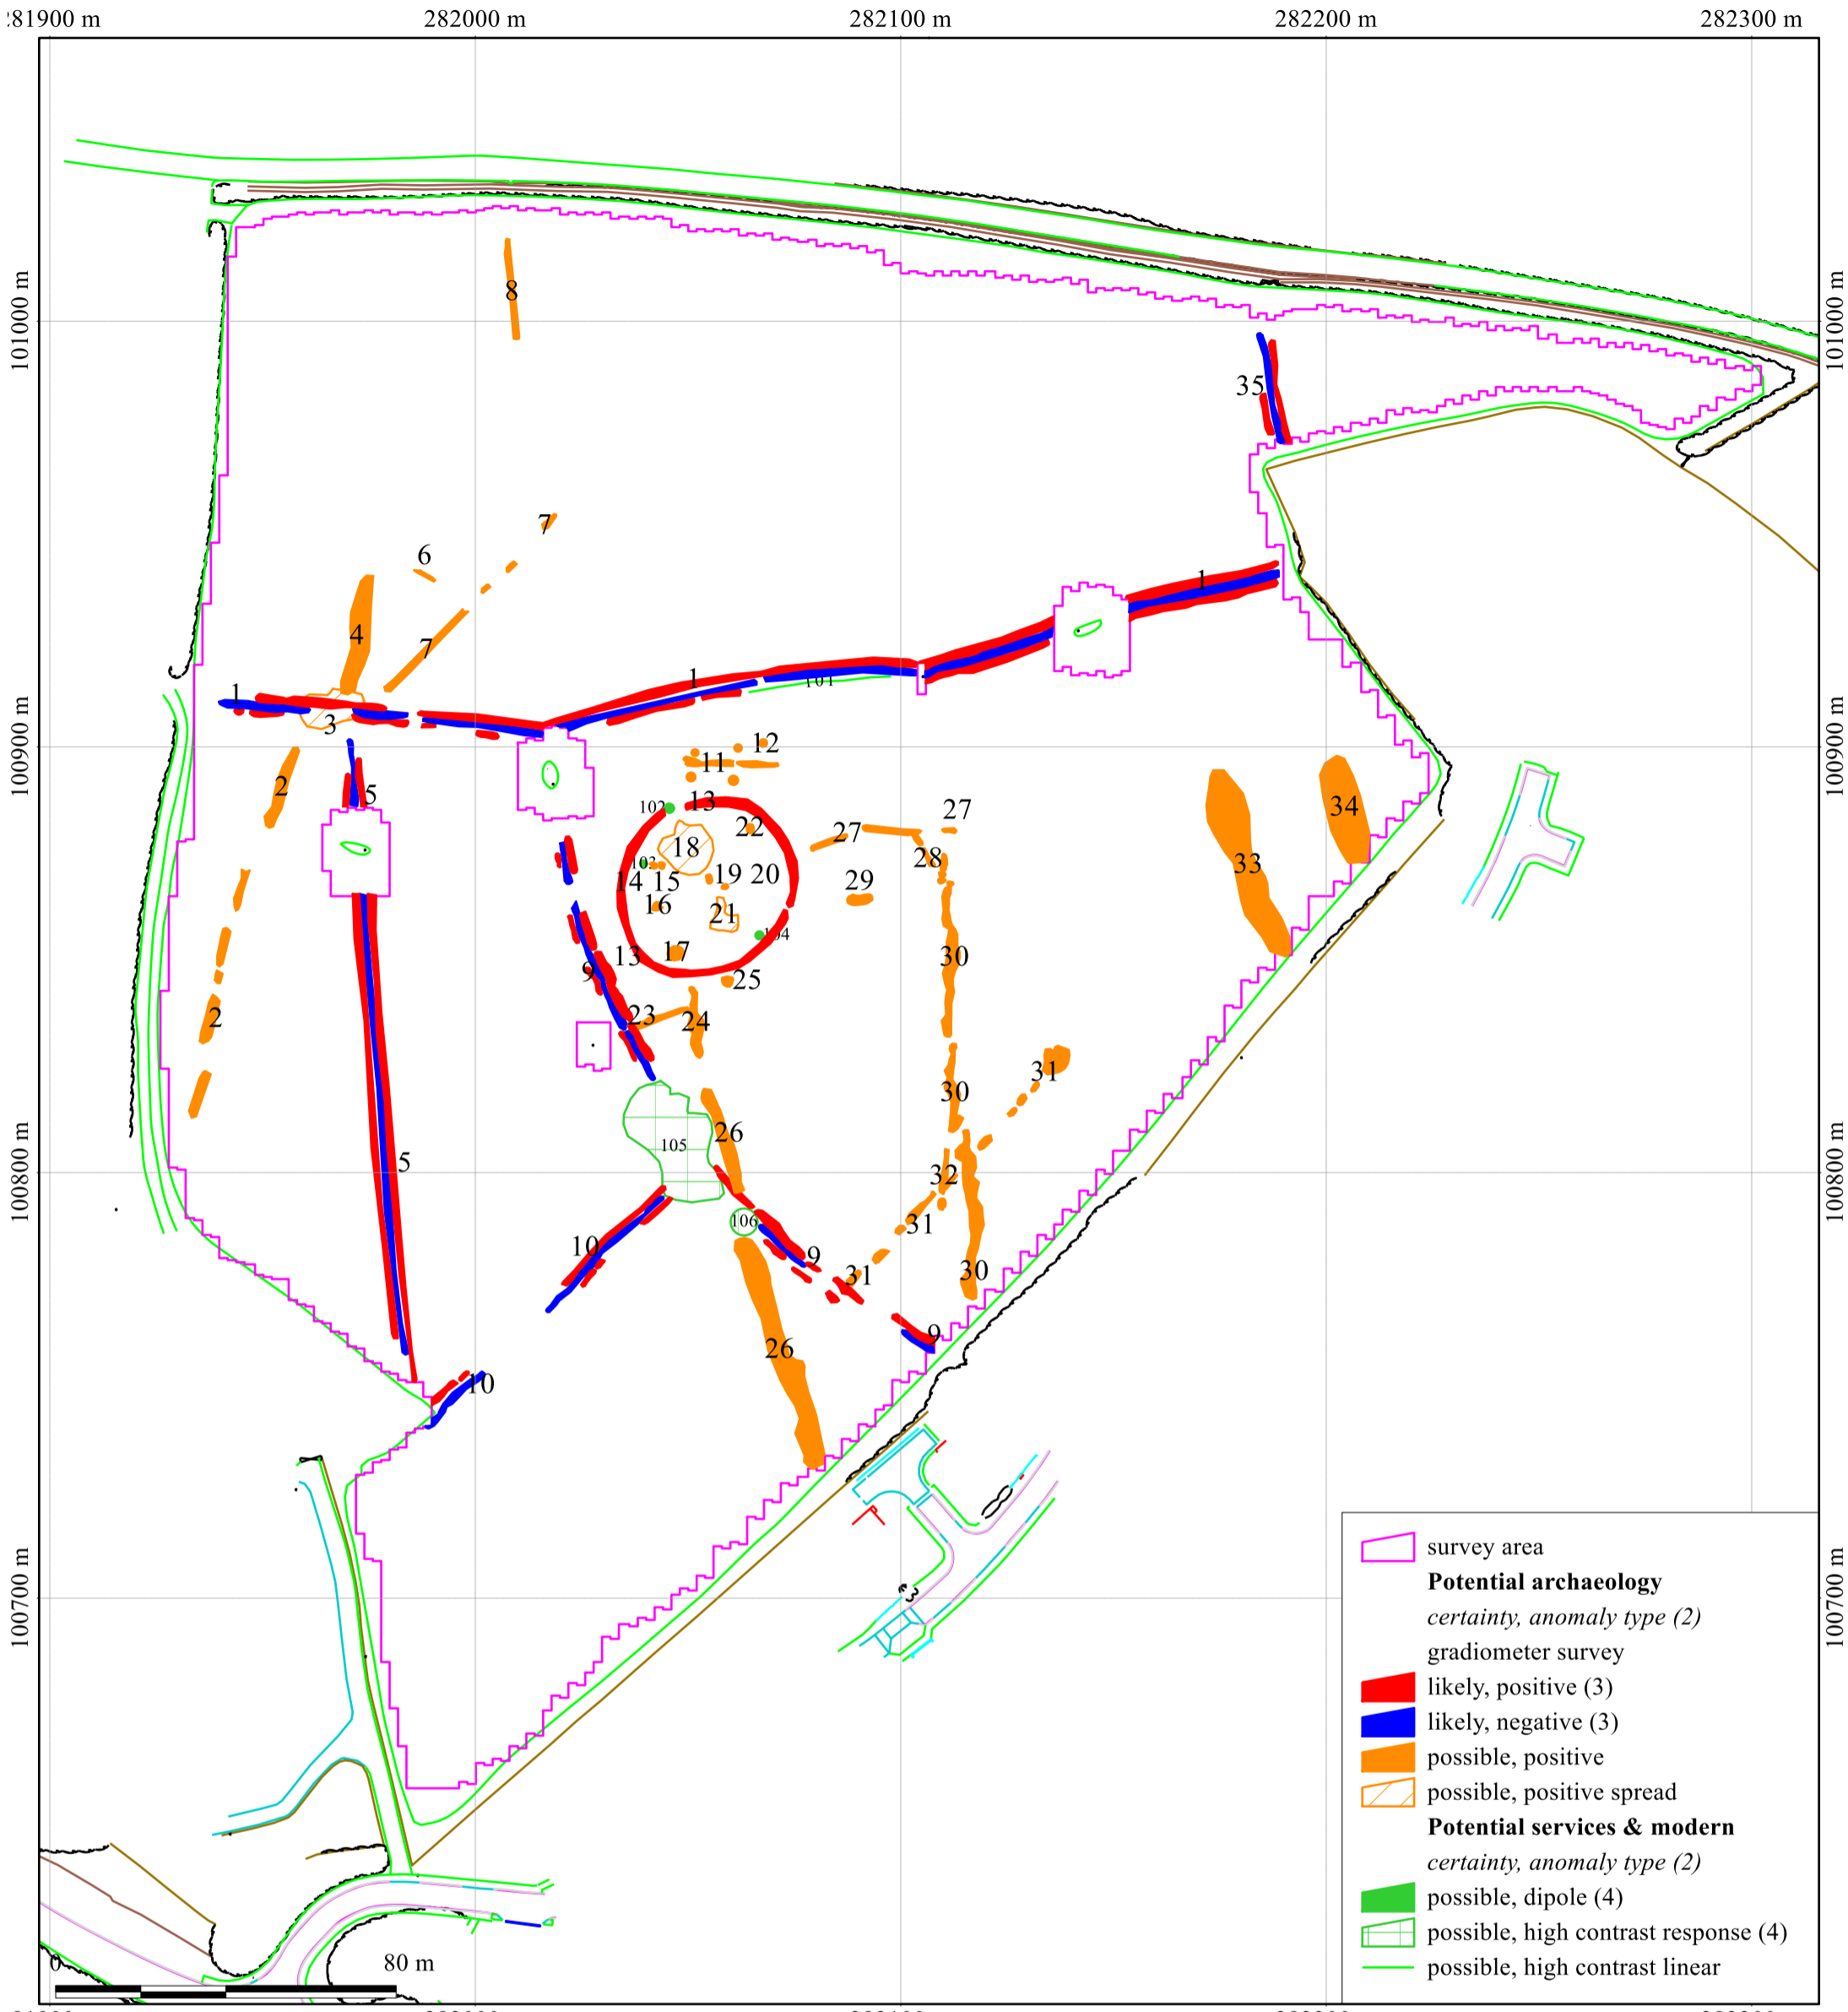 :81900 m 282000 m 282100 m 282200 m 282300 m
101000 m 101000 m
8
35
7
6
1
4
7
1
1
101
3
12
11
2
5
102
13
22
27
27
34
18
28
33
103
14 15
19 20
29
16
21
2
104
17
13
25
30
9
23
24
100900 m 100900 m
31
30
26
105
5
32
100800 m 100800 m
31
106
10
9
31
30
26
9
10
100700 m 100700 m
survey area
Potential archaeology
certainty, anomaly type (2)
gradiometer survey
likely, positive (3)
likely, negative (3)
possible, positive
possible, positive spread
Potential services & modern
certainty, anomaly type (2)
possible, dipole (4)
possible, high contrast response (4)
possible, high contrast linear
0 80 m